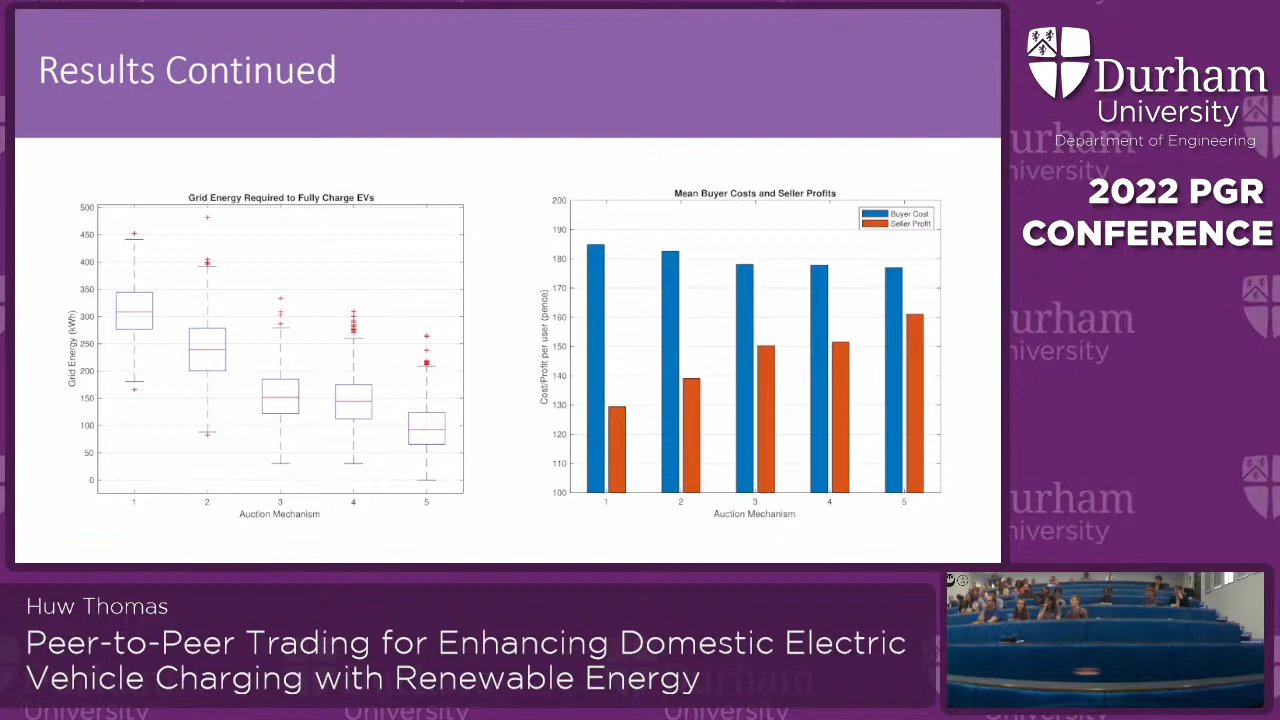 Results Continued
Grid Energy Required to Fully Charge EVs
500
450
400
350
300
250
200
150
100
50
0
Grid Energy (kWh)
1 2 3 4 5
Auction Mechanism
Mean Buyer Costs and Seller Profits
Buyer Cost
Seller Profit
200
190
180
170
160
150
140
130
120
110
100
Cost/Profit per user (pence)
1 2 3 4 5
Auction Mechanism
Durham
University
Department of Engineering
2022 PGR
CONFERENCE
Huw Thomas
Peer-to-Peer Trading for Enhancing Domestic Electric
Vehicle Charging with Renewable Energy